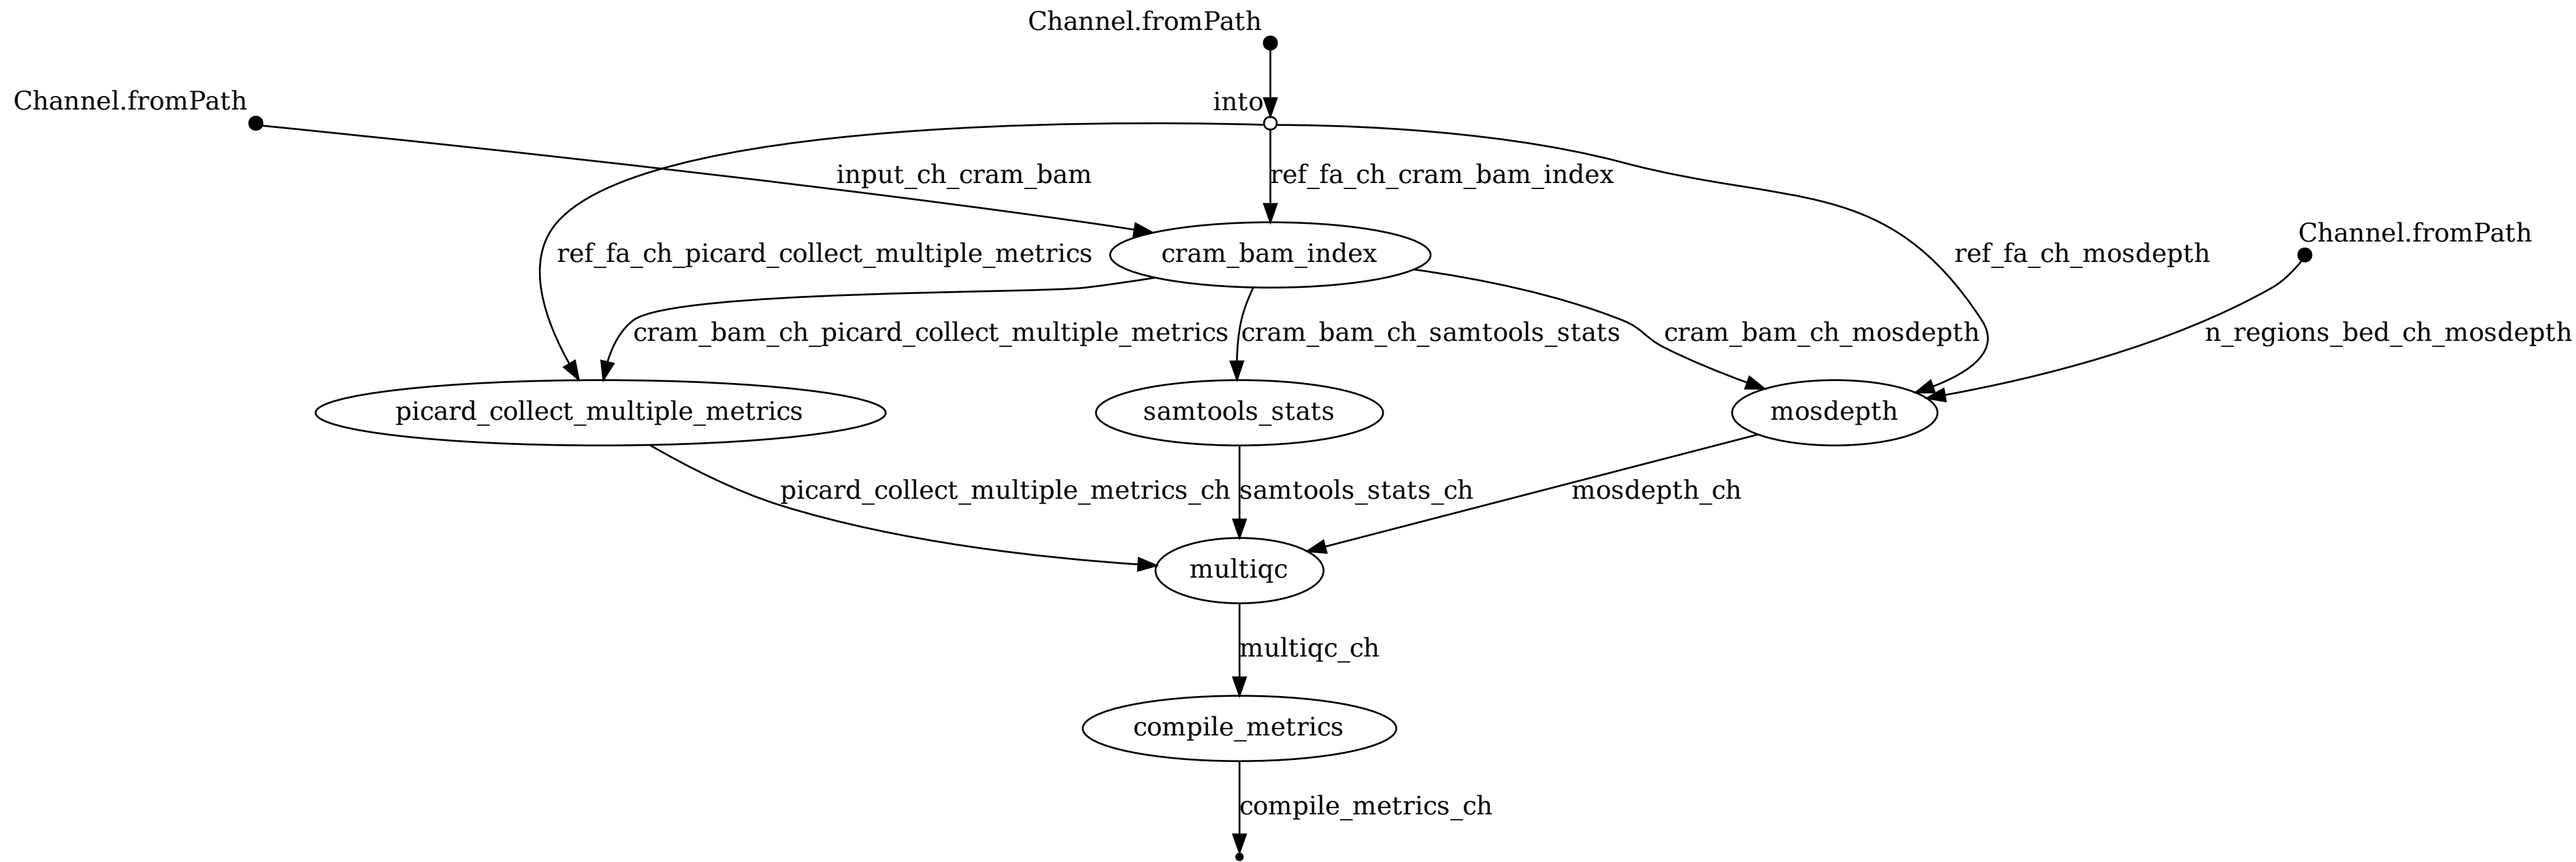 Channel.fromPath
Channel.fromPath
into
input_ch_cram_bam
ref_fa_ch_cram_bam_index
Channel.fromPath
ref_fa_ch_picard_collect_multiple_metrics
cram_bam_index
ref_fa_ch_mosdepth
cram_bam_ch_picard_collect_multiple_metrics
cram_bam_ch_samtools_stats
cram_bam_ch_mosdepth
n_regions_bed_ch_mosdepth
picard_collect_multiple_metrics
samtools_stats
mosdepth
picard_collect_multiple_metrics_ch
samtools_stats_ch
mosdepth_ch
multiqc
multiqc_ch
compile_metrics
compile_metrics_ch